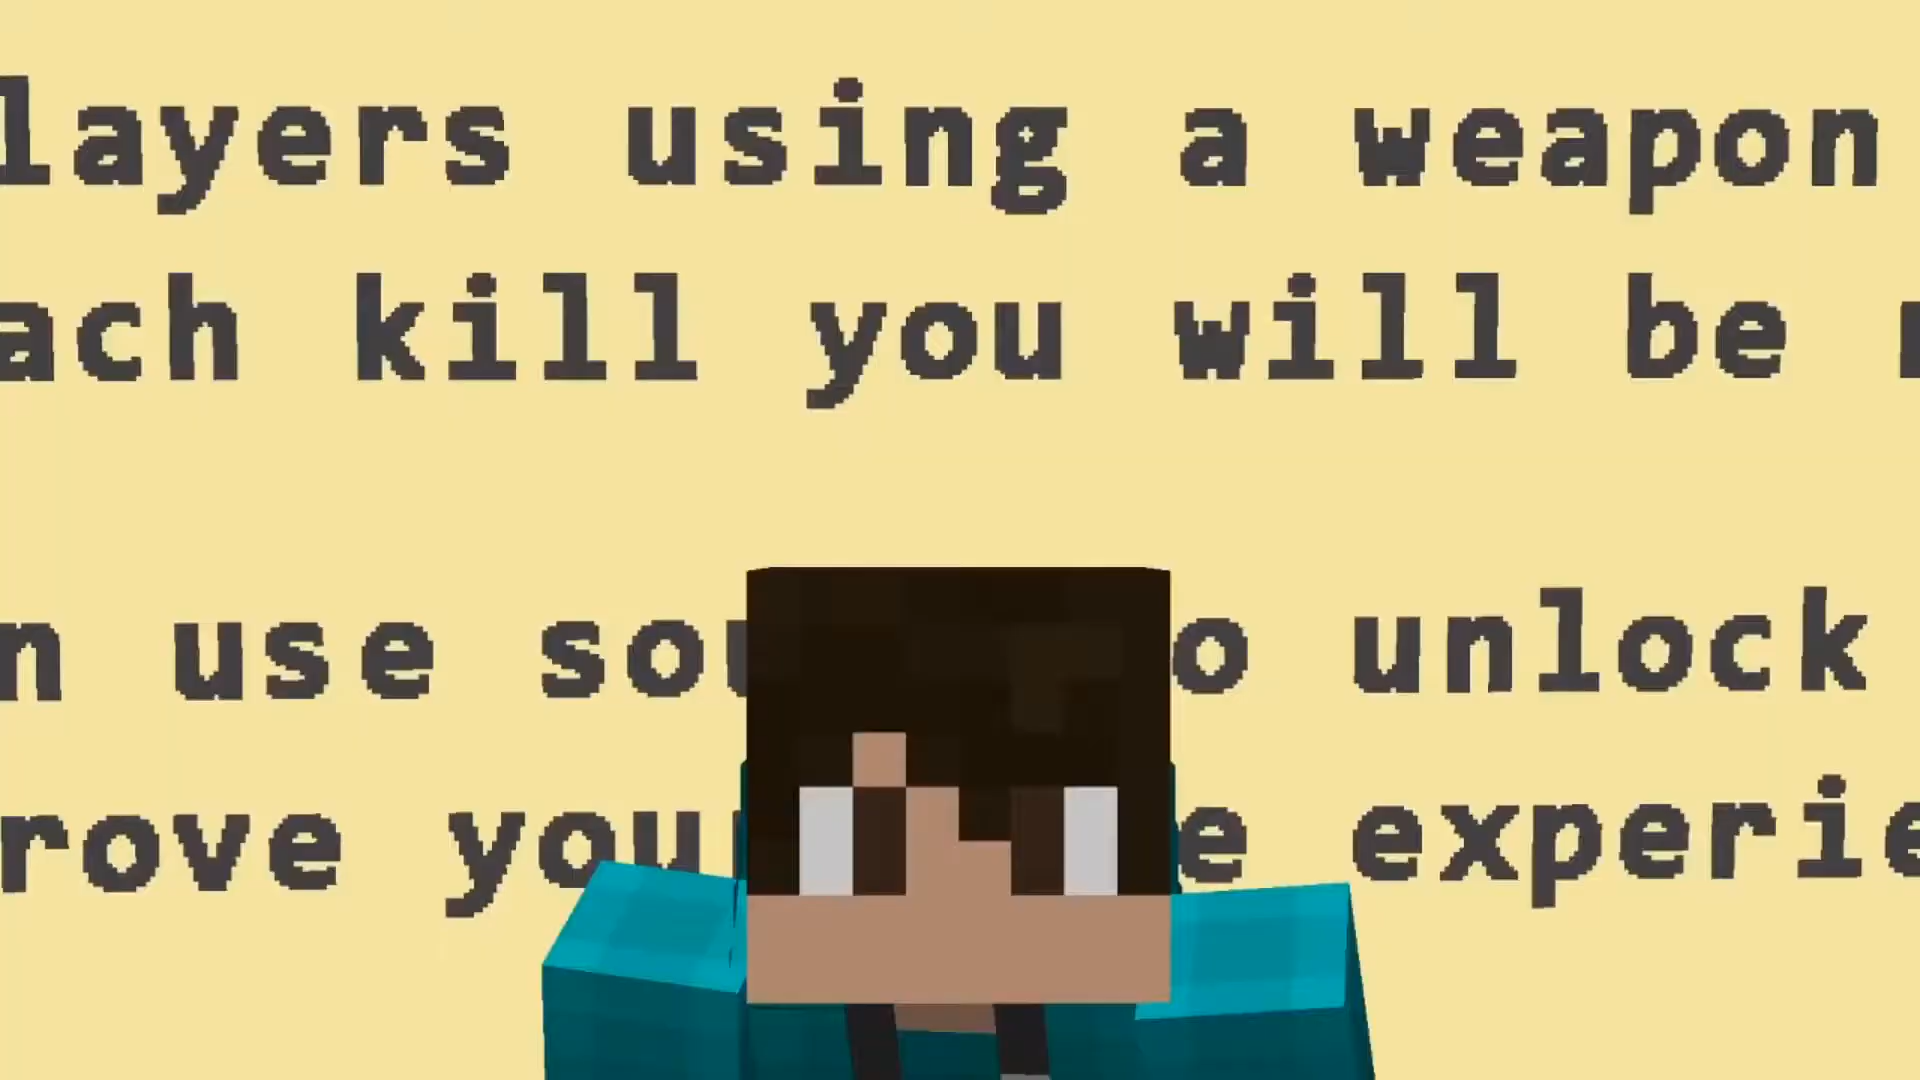 layers using a weapon
ach kill you will be
n use so o unlock
rove you e experie